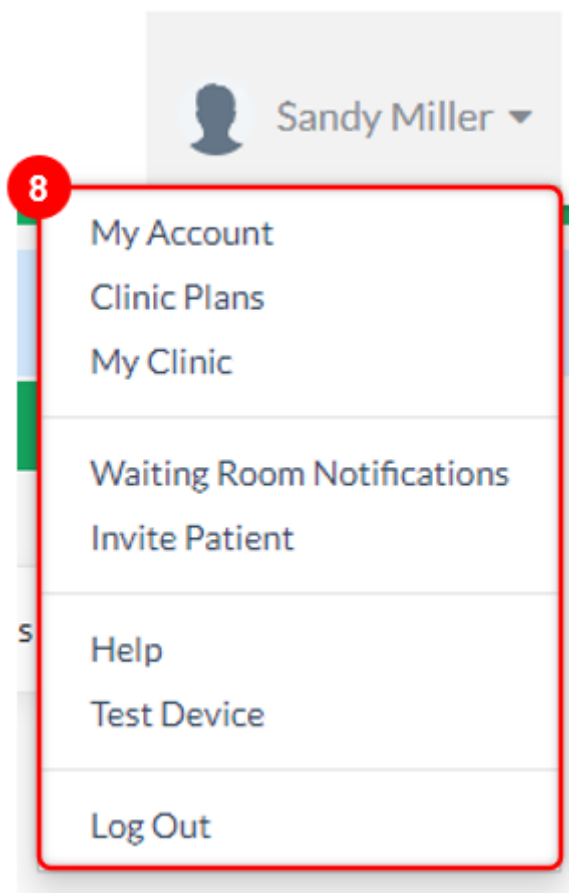 Sandy Miller
8
My Account
Clinic Plans
My Clinic
Waiting Room Notifications
Invite Patient
s
Help
Test Device
Log Out